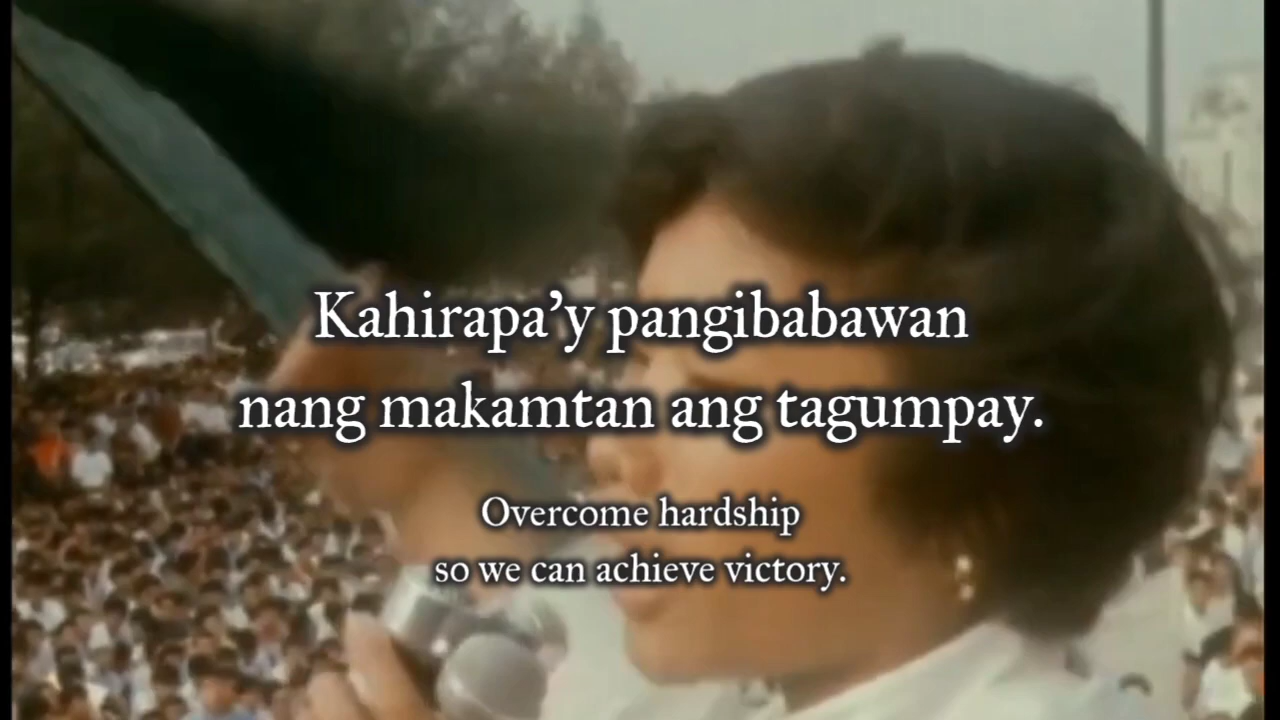 Kahirapa’y pangibabawan
nang makamtan ang tagumpay.
Overcome hardship
so we can achieve victory.